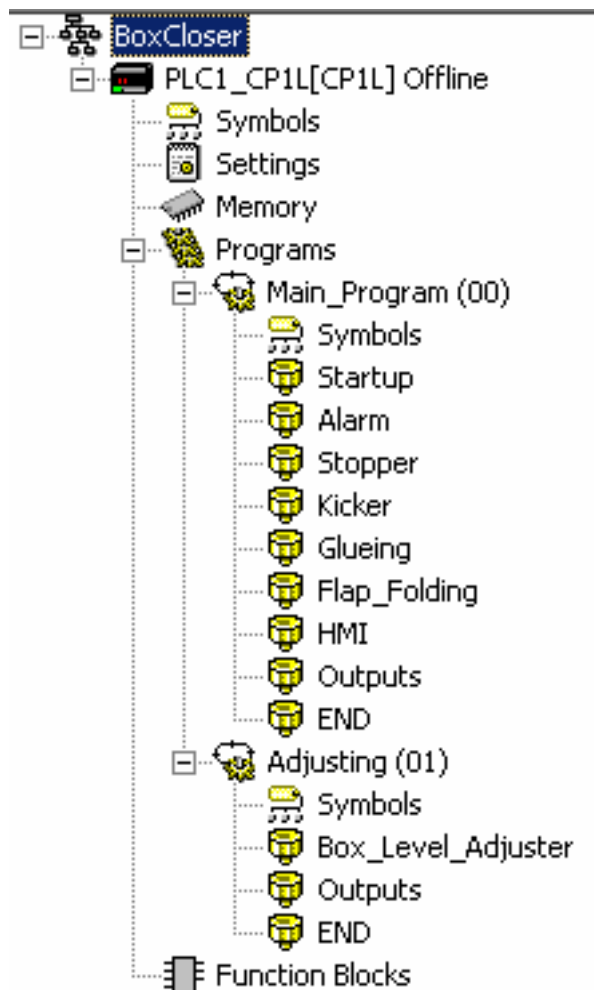 BoxCloser
PLC1_CP1L[CP1L] Offline
Symbols
Settings
Memory
Programs
Main_Program (00)
Symbols
Startup
Alarm
Stopper
Kicker
Glueing
Flap_Folding
HMI
Outputs
END
Adjusting (01)
Symbols
Box_Level_Adjuster
Outputs
END
Function Blocks